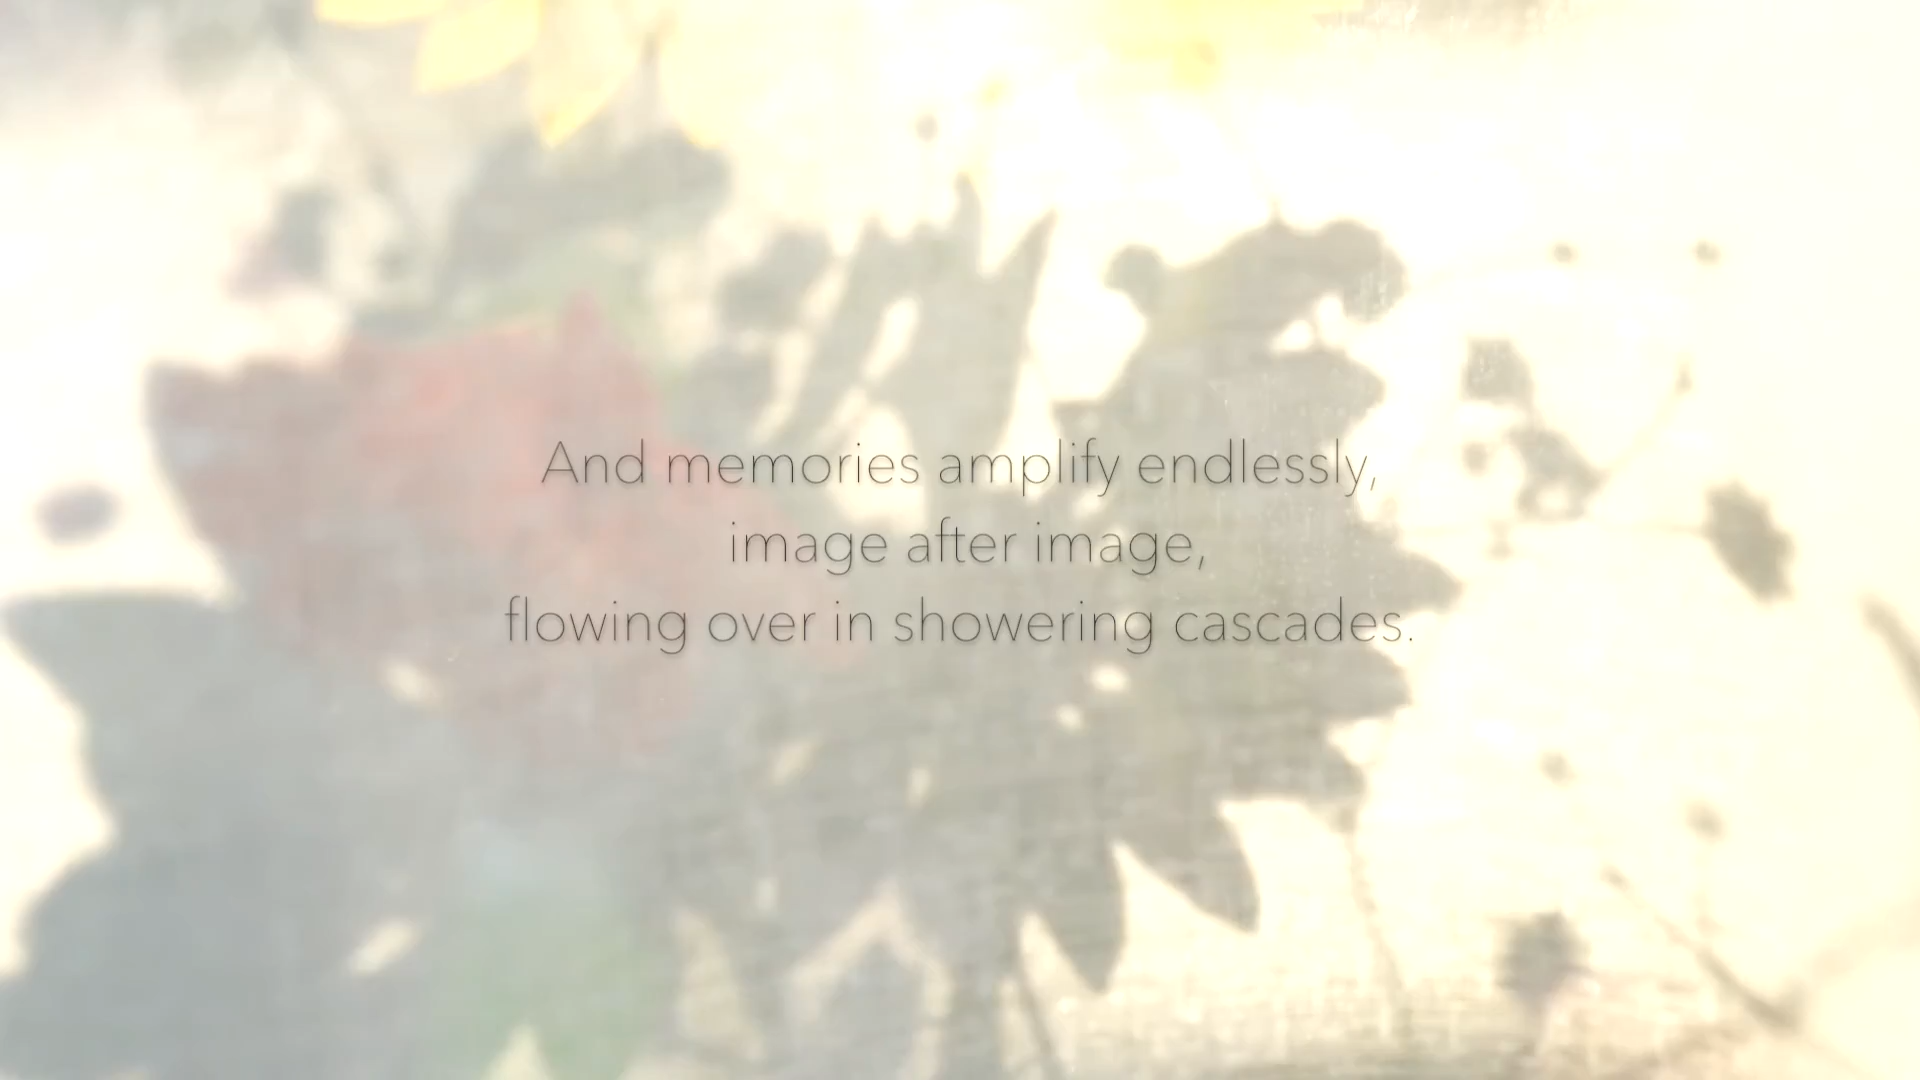 And memories amplify endlessly,
image after image,
flowing over in showering cascades.